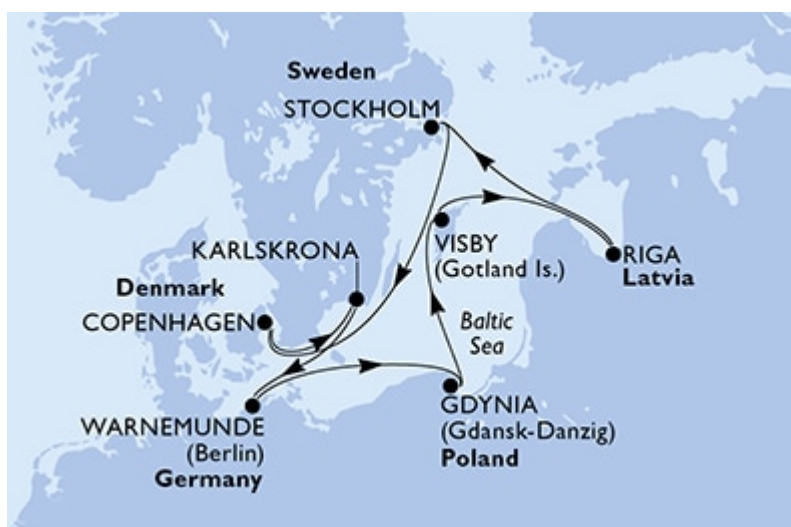 Sweden
STOCKHOLM
KARLSKRONA
VISBY
(Gotland Is.)
RIGA
Latvia
Denmark
COPENHAGEN
Baltic
Sea
WARNEMUNDE
(Berlin)
Germany
GDYNIA
(Gdansk-Danzig)
Poland